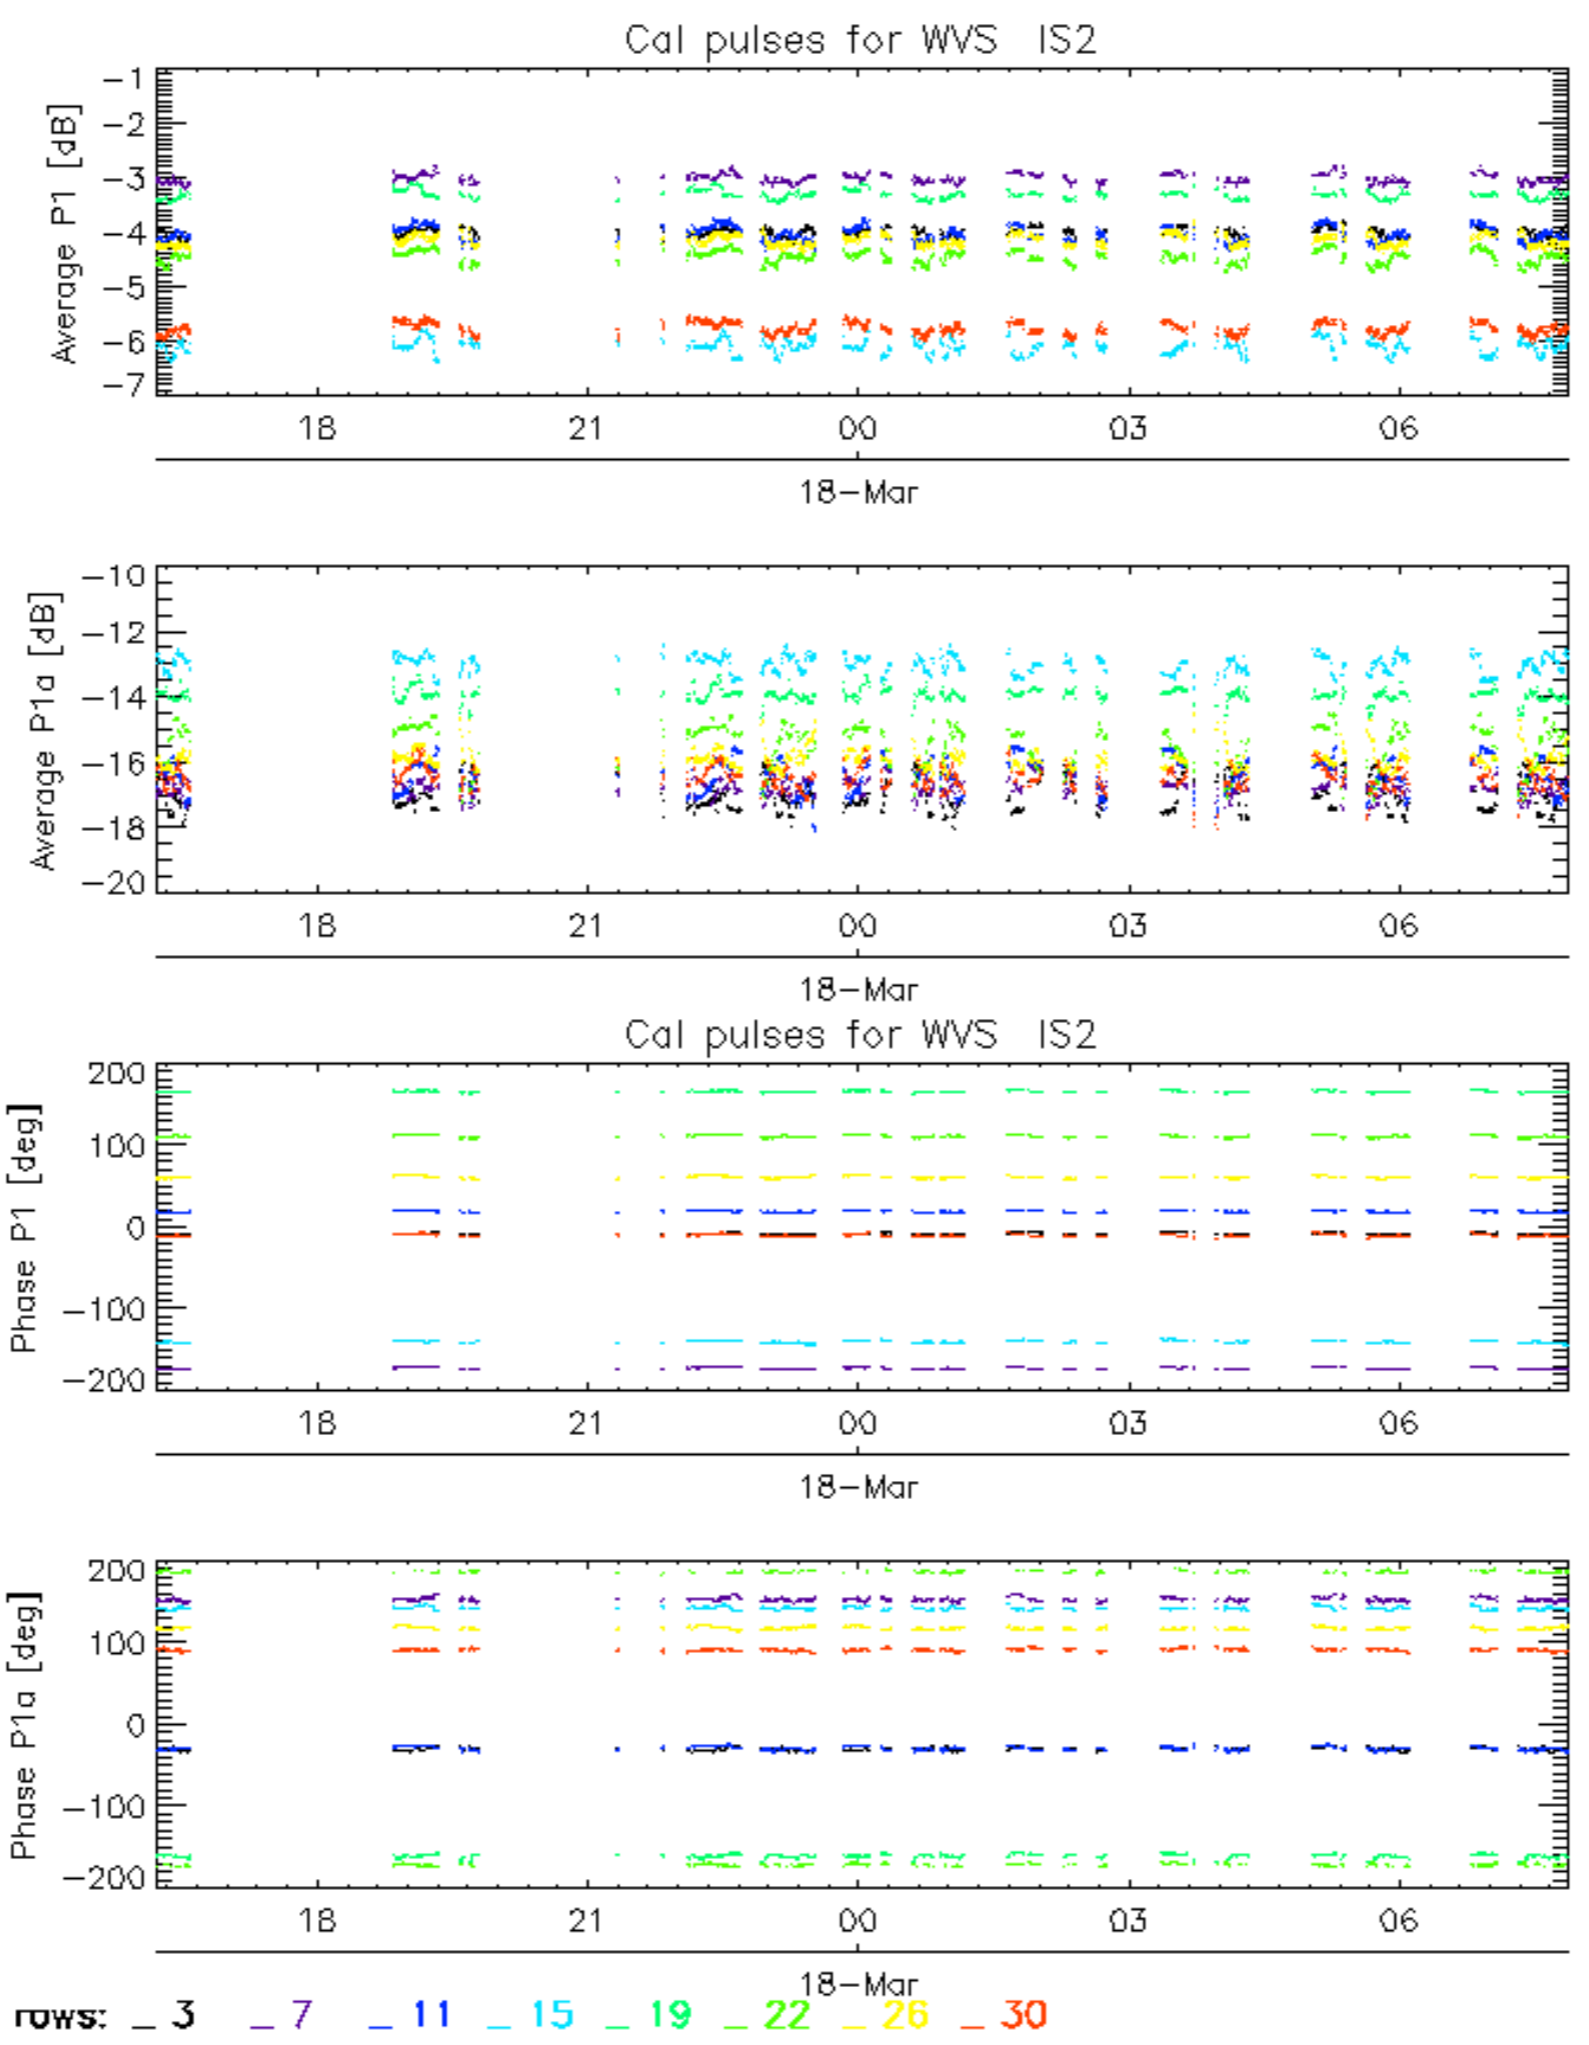 Cal pulses for WVS IS2
Average P1 [dB]
-1
-2
-3
-4
-5
-6
-7
18 21 00 03 06
18-Mar
Average P1a [dB]
-10
-12
-14
-16
-18
-20
18 21 00 03 06
18-Mar
Cal pulses for WVS IS2
Phase P1 [deg]
200
100
0
-100
-200
18 21 00 03 06
18-Mar
Phase P1a [deg]
200
100
0
-100
-200
18 21 00 03 06
18-Mar
rows: _ 3 _ 7 _ 11 _ 15 _ 19 _ 22 _ 26 _ 30